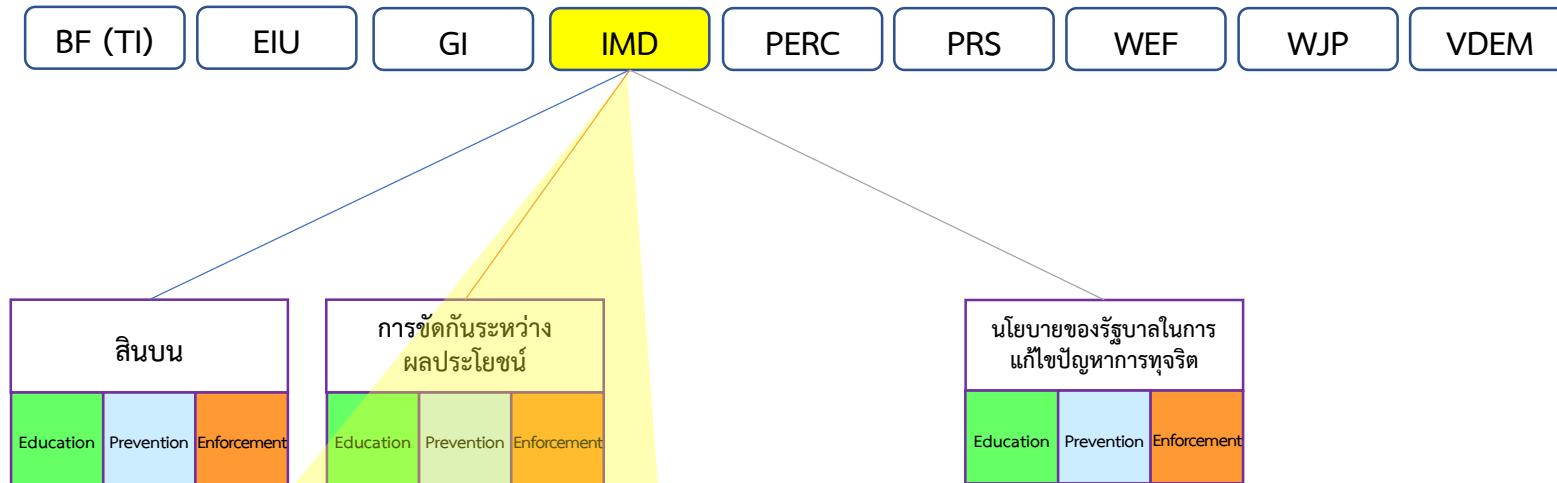 BF (TI)
EIU
GI
IMD
PERC
PRS
WEF
WJP
VDEM
สินบน
การขัดกันระหว่าง
ผลประโยชน์
นโยบายของรัฐบาลในการ
แก้ไขปัญหาการทุจริต
Education
Prevention
Enforcement
Education
Prevention
Enforcement
Education
Prevention
Enforcement